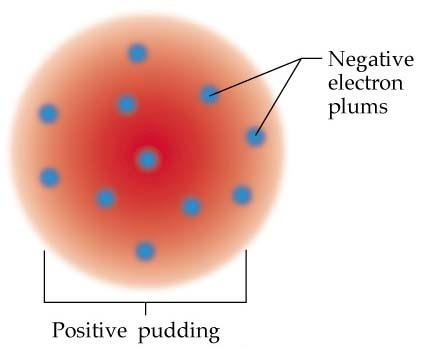 Negative
electron
plums
Positive pudding